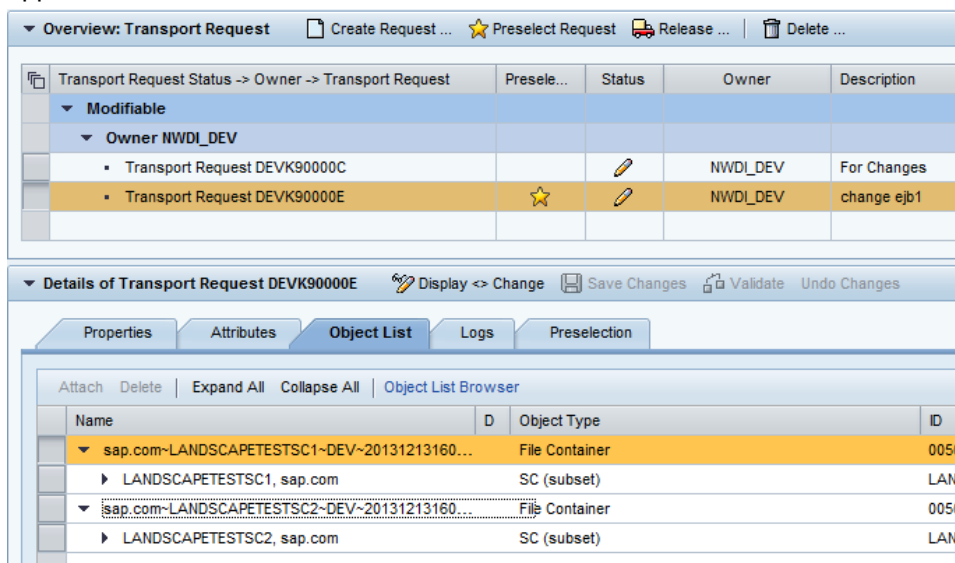 Overview: Transport Request Create Request ... Preselect Request Release ... Delete ...
Transport Request Status -> Owner -> Transport Request Presele... Status Owner Description
Modifiable
Owner NWDI_DEV
Transport Request DEVK90000C NWDI_DEV For Changes
Transport Request DEVK90000E NWDI_DEV change ejb1
Details of Transport Request DEVK90000E Display <> Change Save Changes Validate Undo Changes
Properties Attributes Object List Logs Preselection
Attach Delete Expand All Collapse All Object List Browser
Name D Object Type ID
sap.com~LANDSCAPETESTSC1~DEV~20131213160... File Container 005
LANDSCAPETESTSC1, sap.com SC (subset) LAN
sap.com~LANDSCAPETESTSC2~DEV~20131213160... File Container 005
LANDSCAPETESTSC2, sap.com SC (subset) LAN